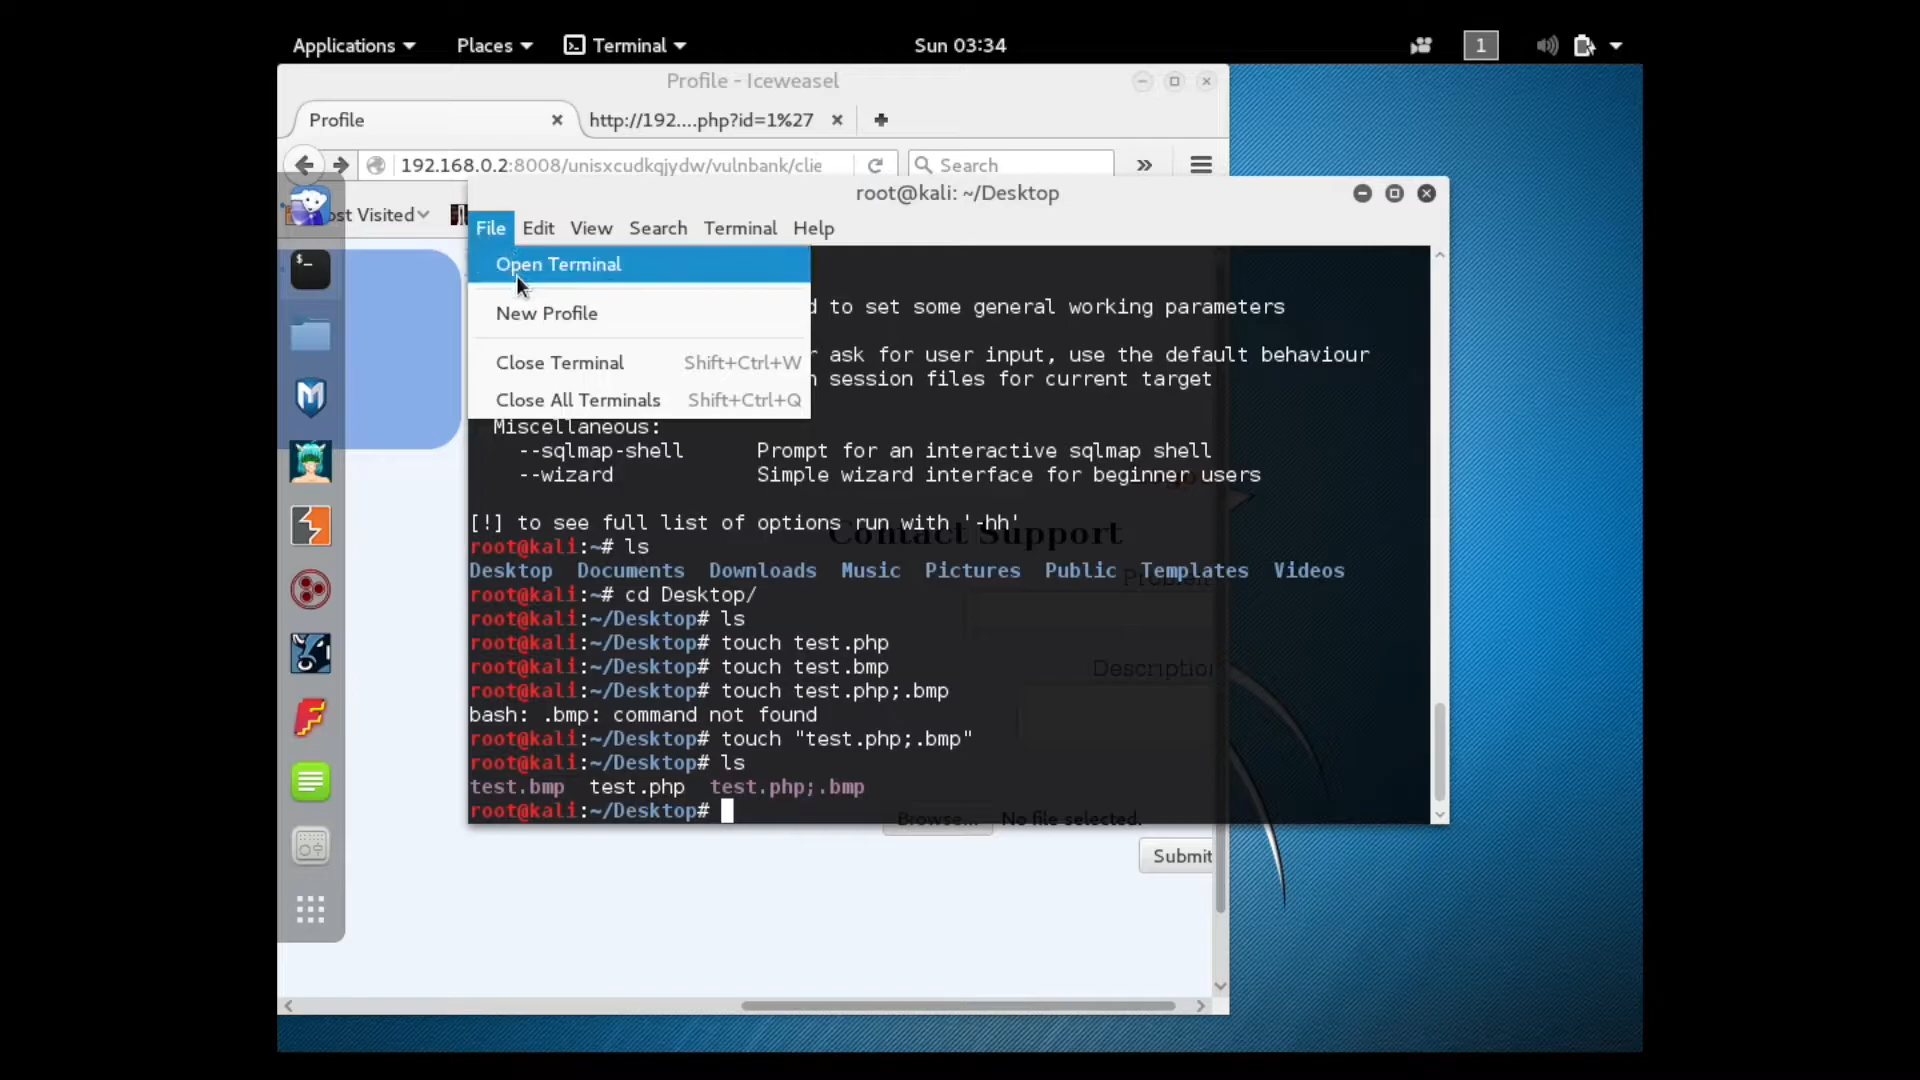 Applications Places Terminal Sun 03:34 1
Profile - Iceweasel
Profile http://192....php?id=1%27
192.168.0.2:8008/unisxcudkqjydw/vulnbank/clie Search
ost Visited
root@kali: ~/Desktop
File Edit View Search Terminal Help
Open Terminal
New Profile
Close Terminal Shift+Ctrl+W
Close All Terminals Shift+Ctrl+Q
d to set some general working parameters
r ask for user input, use the default behaviour
session files for current target
Miscellaneous:
--sqlmap-shell Prompt for an interactive sqlmap shell
--wizard Simple wizard interface for beginner users
[!] to see full list of options run with '-hh'
root@kali:~# ls
Desktop Documents Downloads Music Pictures Public Templates Videos
root@kali:~# cd Desktop/
root@kali:~/Desktop# ls
root@kali:~/Desktop# touch test.php
root@kali:~/Desktop# touch test.bmp
root@kali:~/Desktop# touch test.php;.bmp
bash: .bmp: command not found
root@kali:~/Desktop# touch "test.php;.bmp"
root@kali:~/Desktop# ls
test.bmp test.php test.php;.bmp
root@kali:~/Desktop#
Contact Support
Description
Browse... No file selected.
Submit